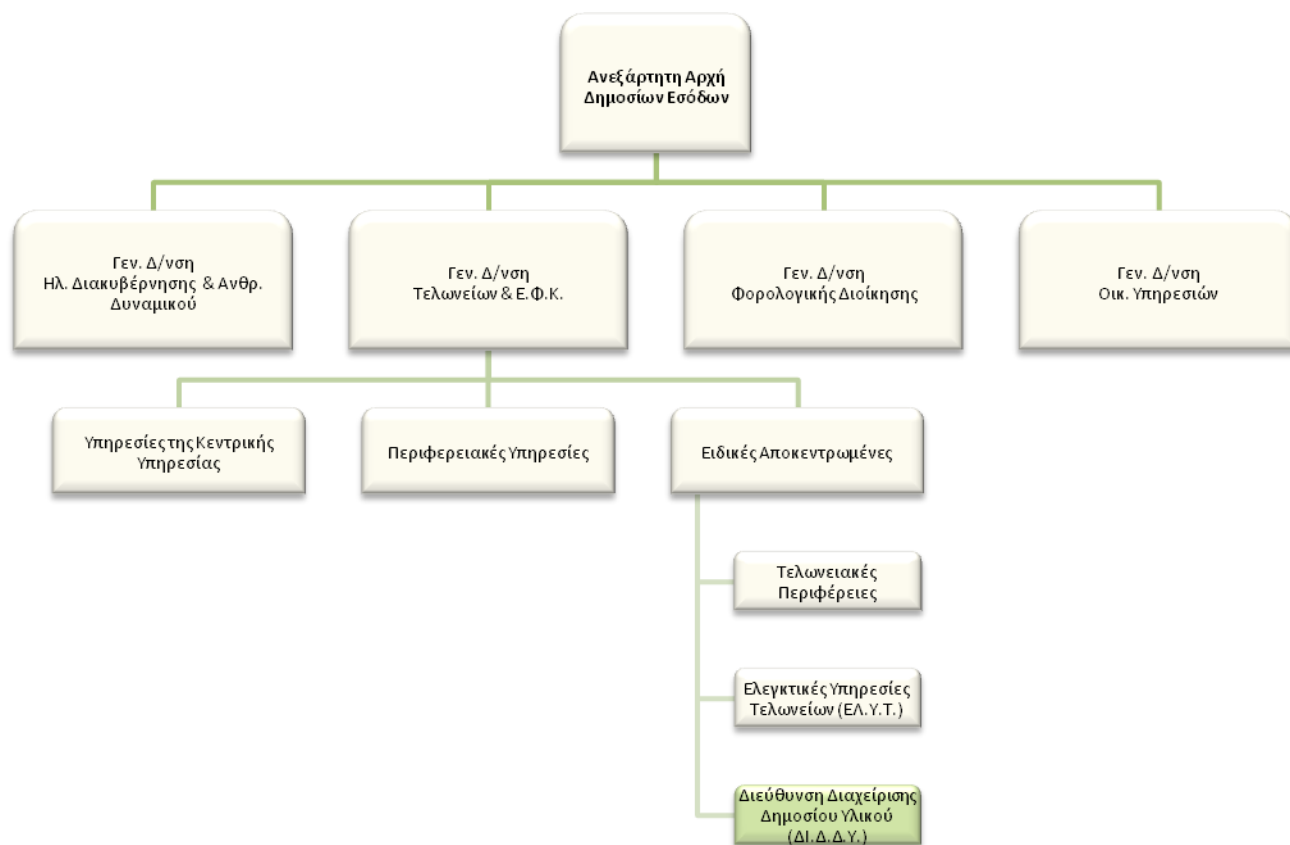 Ανεξάρτητη Αρχή
Δημοσίων Εσόδων
Γεν. Δ/νση
Ηλ. Διακυβέρνησης & Ανθρ.
Δυναμικού
Γεν. Δ/νση
Τελωνείων & Ε.Φ.Κ.
Γεν. Δ/νση
Φορολογικής Διοίκησης
Γεν. Δ/νση
Οικ. Υπηρεσιών
Υπηρεσίες της Κεντρικής
Υπηρεσίας
Περιφερειακές Υπηρεσίες
Ειδικές Αποκεντρωμένες
Τελωνειακές
Περιφέρειες
Ελεγκτικές Υπηρεσίες
Τελωνείων (ΕΛ.Υ.Τ.)
Διεύθυνση Διαχείρισης
Δημοσίου Υλικού
(ΔΙ.Δ.Δ.Υ.)